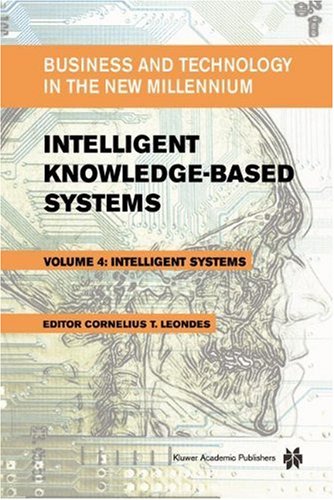 BUSINESS AND TECHNOLOGY
IN THE NEW MILLENNIUM
INTELLIGENT
KNOWLEDGE-BASED
SYSTEMS
VOLUME 4: INTELLIGENT SYSTEMS
EDITOR CORNELIUS T. LEONDES
Kluwer Academic Publishers